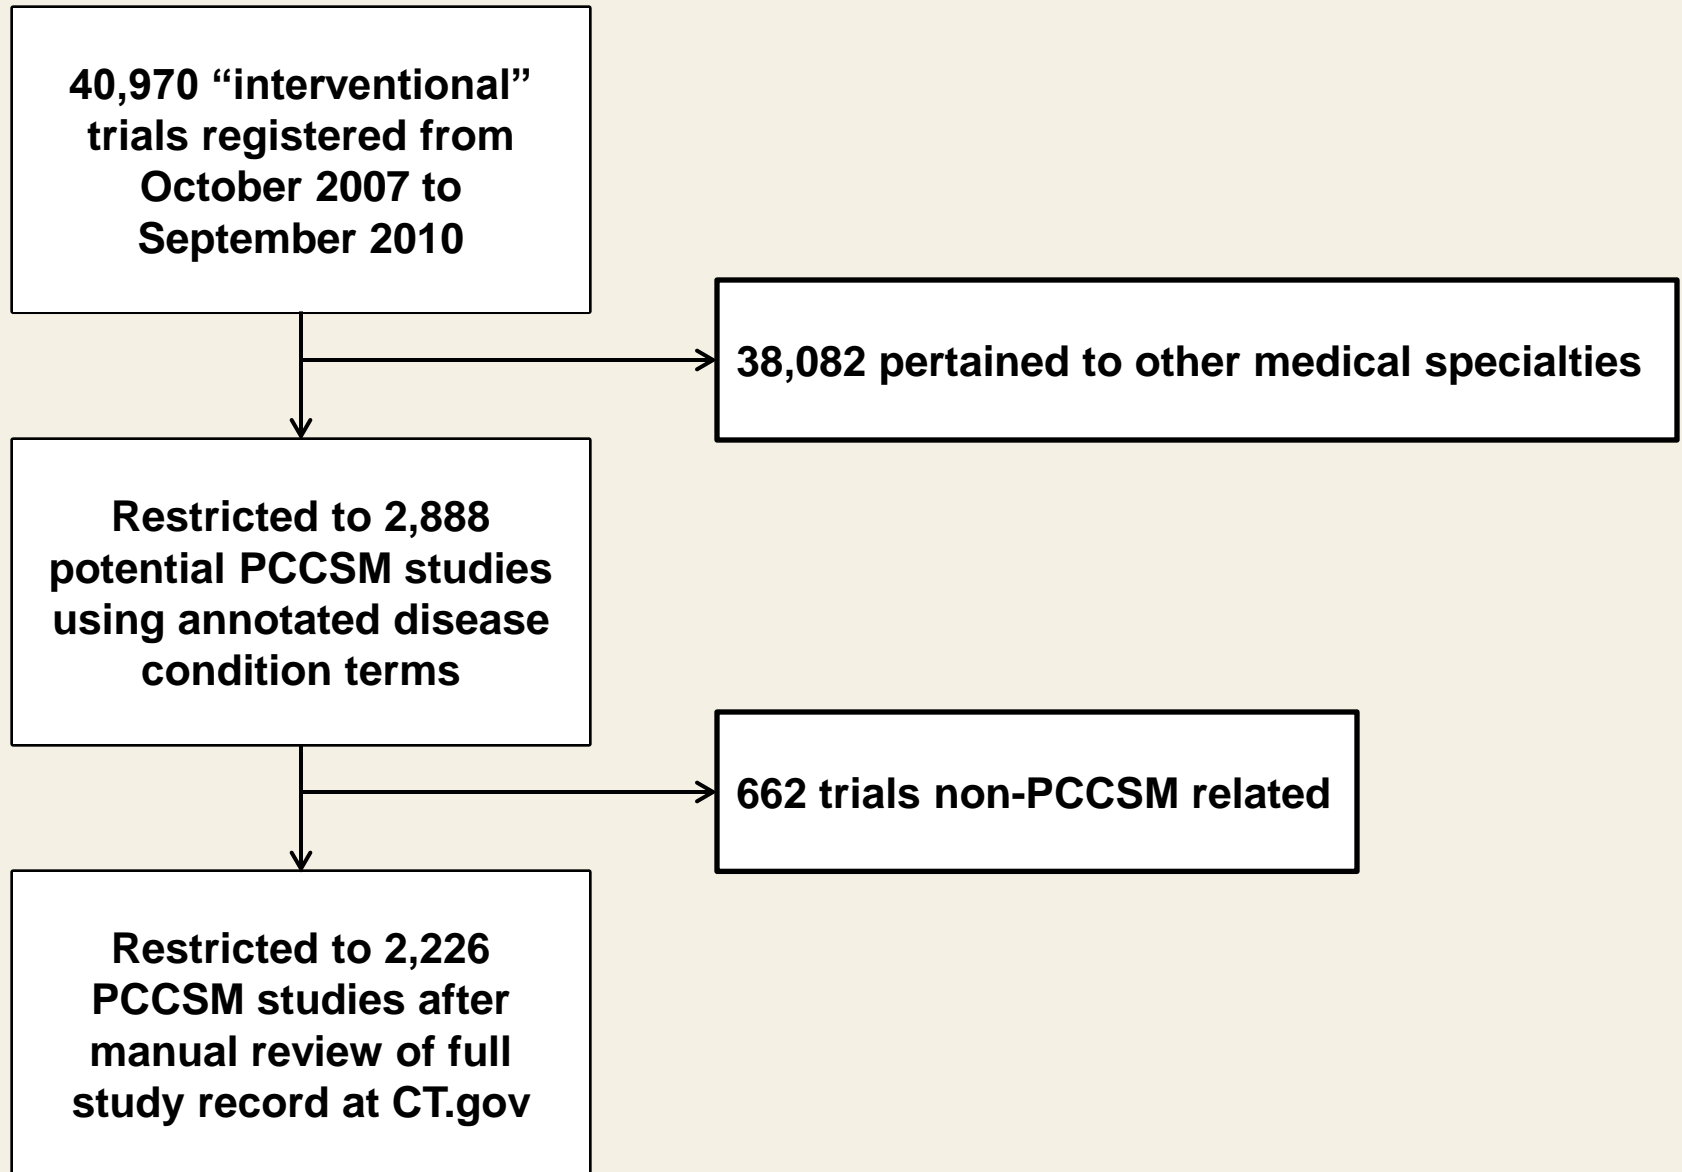 40,970 “interventional”
trials registered from
October 2007 to
September 2010
38,082 pertained to other medical specialties
Restricted to 2,888
potential PCCSM studies
using annotated disease
condition terms
662 trials non-PCCSM related
Restricted to 2,226
PCCSM studies after
manual review of full
study record at CT.gov